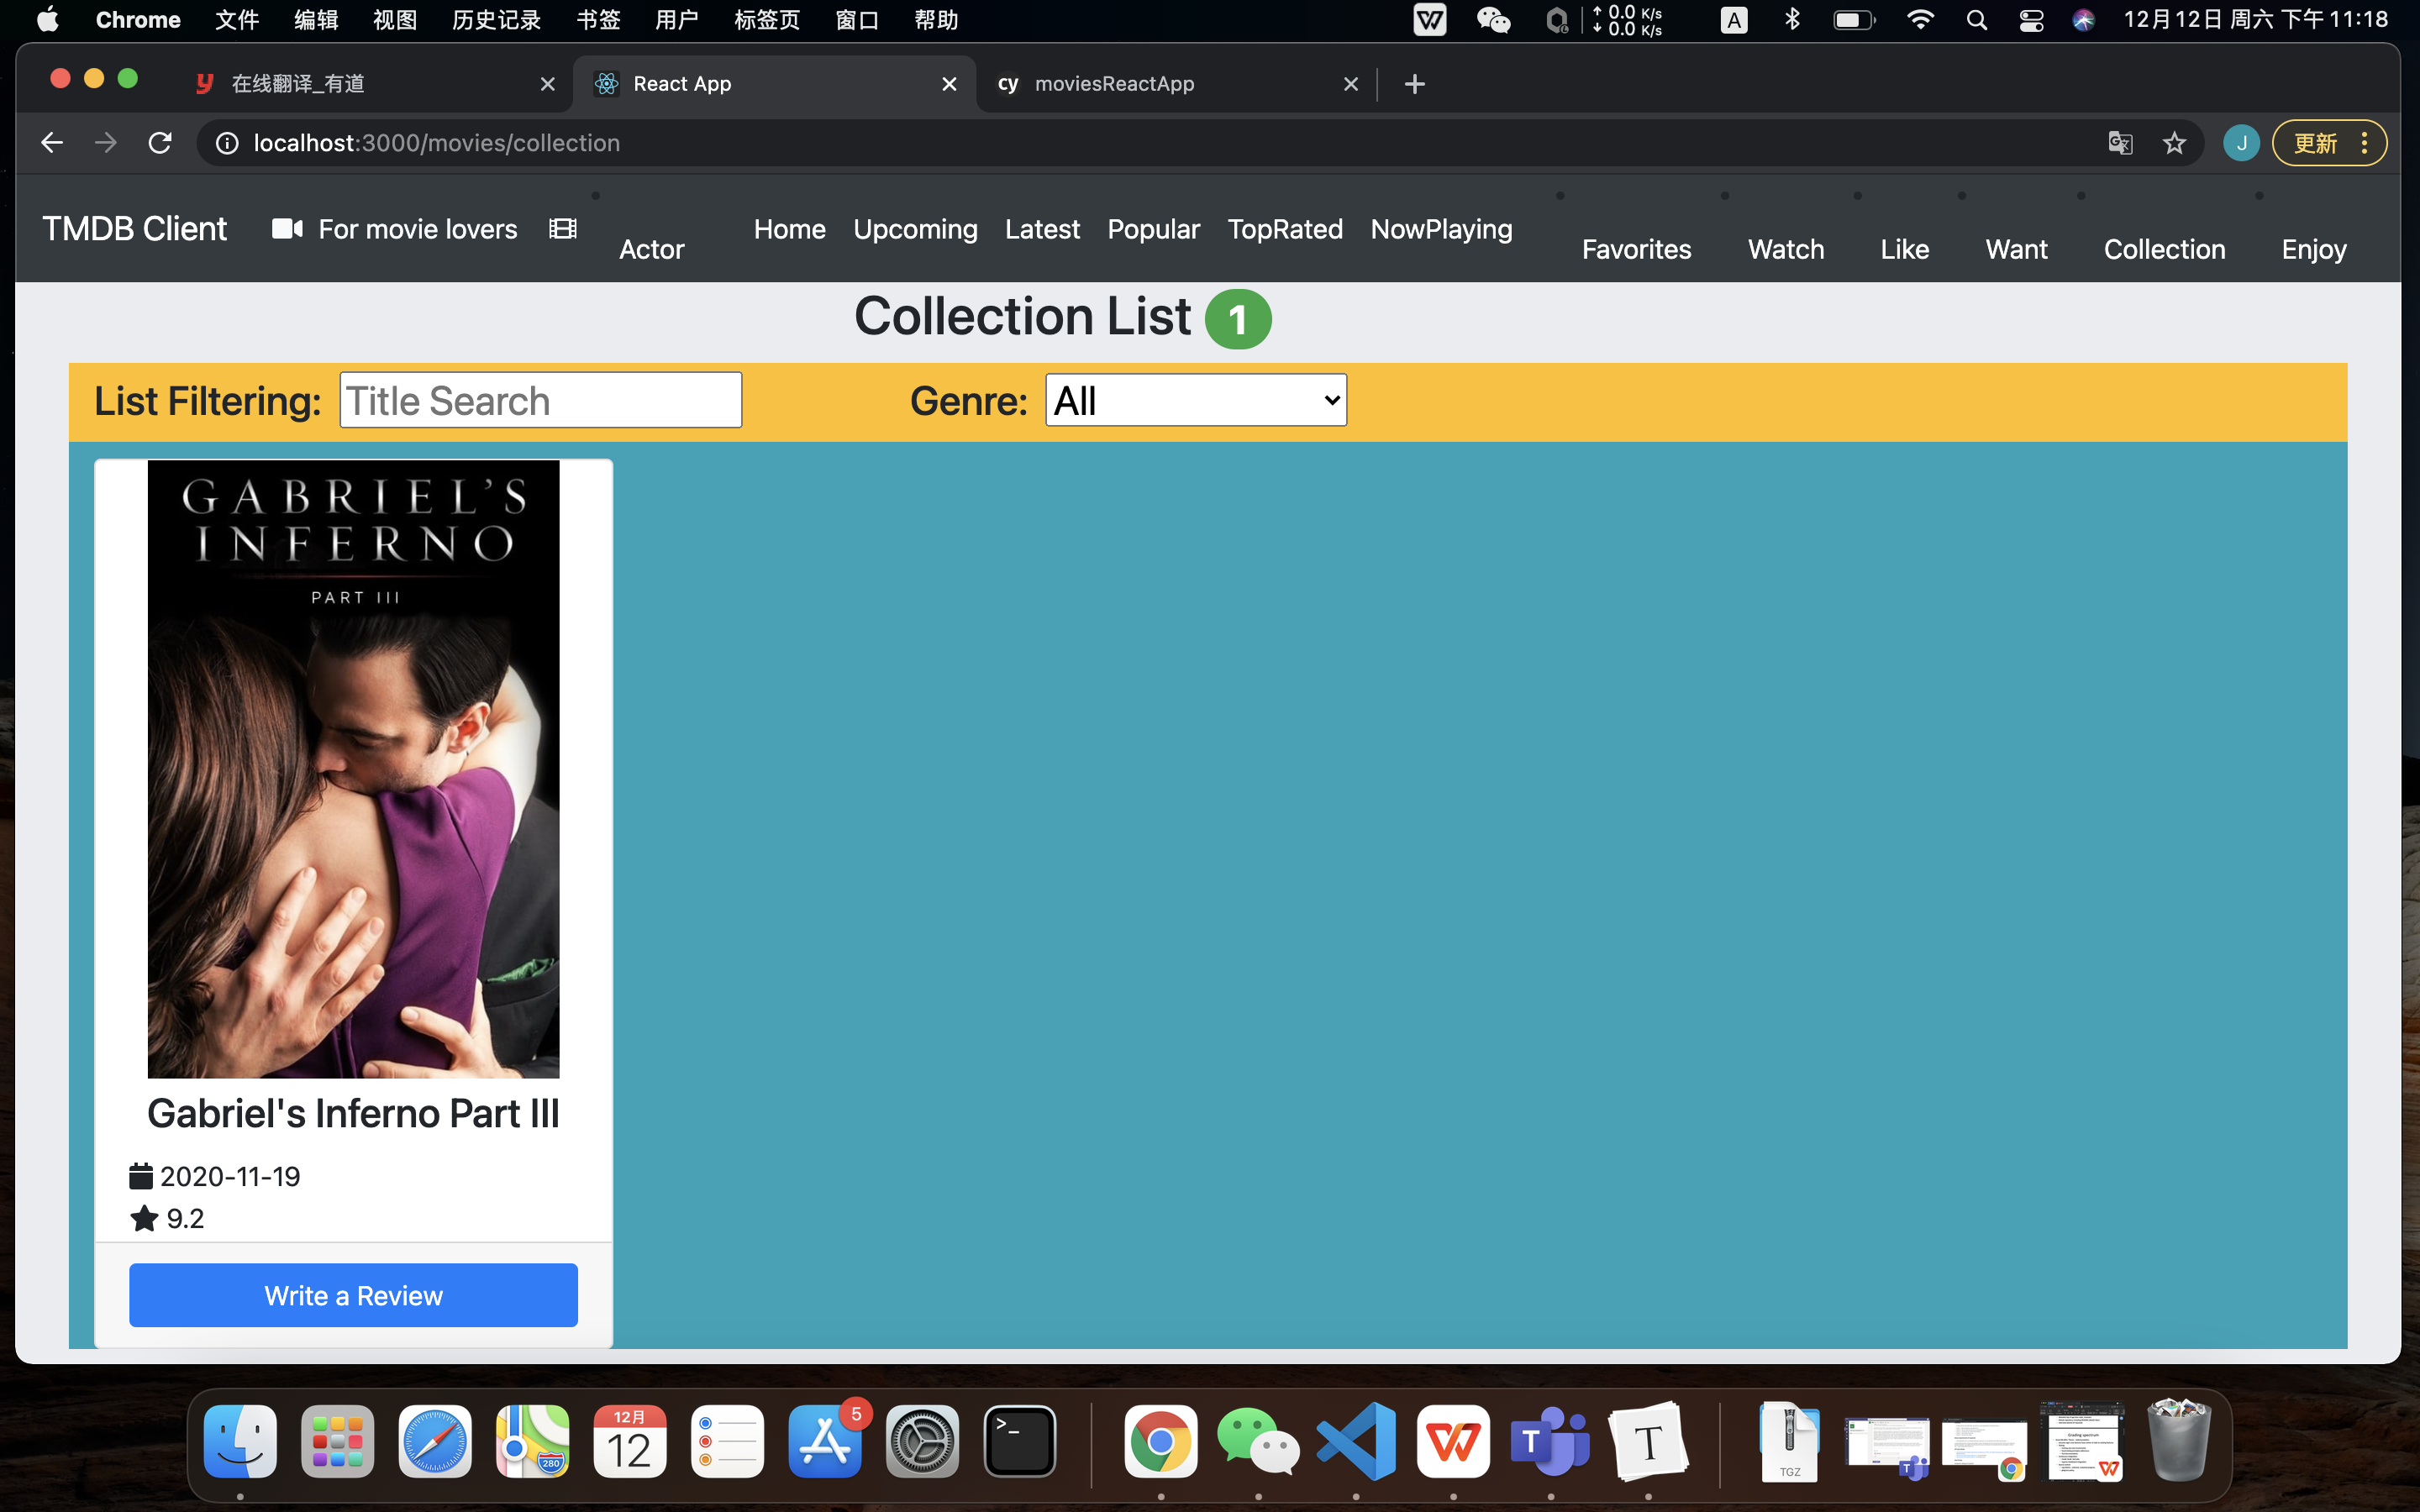 Chrome 文件 编辑 视图 历史记录 书签 用户 标签页 窗口 帮助 ↑ 0.0 K/s ↓ 0.0 K/s A 12月12日 周六 下午 11:18
在线翻译_有道 React App cy moviesReactApp
localhost:3000/movies/collection J 更新
TMDB Client For movie lovers Actor Home Upcoming Latest Popular TopRated NowPlaying Favorites Watch Like Want Collection Enjoy
Collection List 1
List Filtering: Title Search Genre: All
GABRIEL'S
INFERNO
PART III
Gabriel's Inferno Part III
2020-11-19
9.2
Write a Review
12月
12
280
5
T
T
TGZ